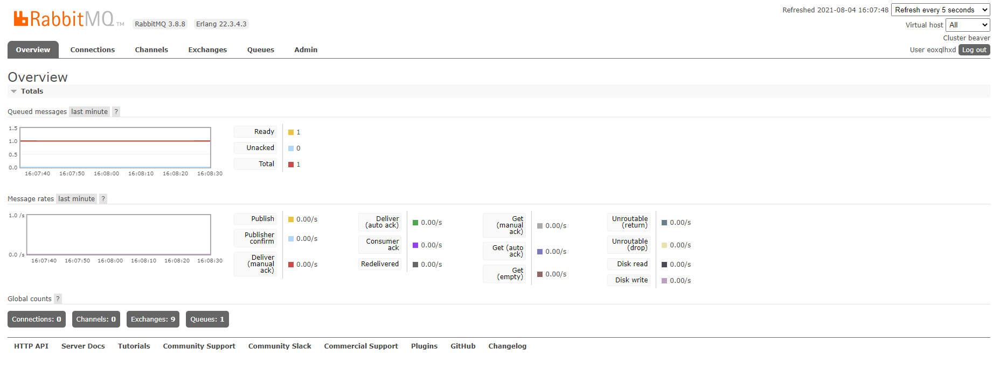 RabbitMQ TM
RabbitMQ 3.8.8 Erlang 22.3.4.3
Refreshed 2021-08-04 16:07:48 Refresh every 5 seconds
Virtual host All
Cluster beaver
User eoxqlhxd Log out
Overview Connections Channels Exchanges Queues Admin
Overview
Totals
Queued messages last minute ?
1.5
1.0
0.5
0.0
16:07:40 16:07:50 16:08:00 16:08:10 16:08:20 16:08:30
Ready 1
Unacked 0
Total 1
Message rates last minute ?
1.0 /s
0.0 /s
16:07:40 16:07:50 16:08:00 16:08:10 16:08:20 16:08:30
Publish 0.00/s
Publisher
confirm 0.00/s
Deliver
(manual
ack) 0.00/s
Deliver
(auto ack) 0.00/s
Consumer
ack 0.00/s
Redelivered 0.00/s
Get
(manual
ack) 0.00/s
Get (auto
ack) 0.00/s
Get
(empty) 0.00/s
Unroutable
(return) 0.00/s
Unroutable
(drop) 0.00/s
Disk read 0.00/s
Disk write 0.00/s
Global counts ?
Connections: 0 Channels: 0 Exchanges: 9 Queues: 1
HTTP API Server Docs Tutorials Community Support Community Slack Commercial Support Plugins GitHub Changelog